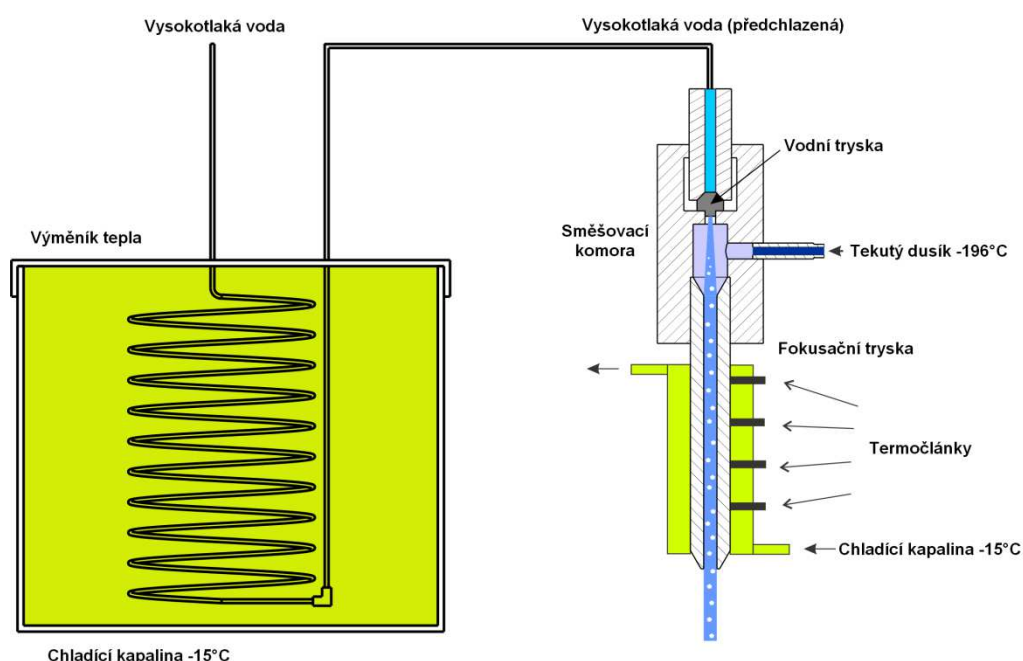 Vysokotlaká voda
Vysokotlaká voda (předchlazená)
Vodní tryska
Výměník tepla
Směšovací
komora
Tekutý dusík -196°C
Fokusační tryska
Termočlánky
Chladící kapalina -15°C
Chladící kapalina -15°C